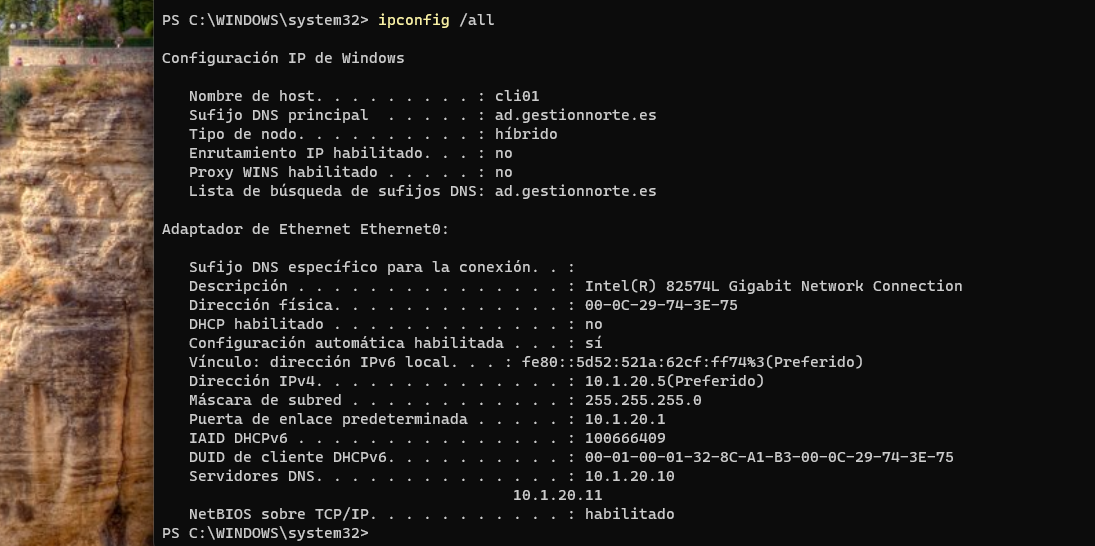 PS C:\WINDOWS\system32> ipconfig /all
Configuración IP de Windows
Nombre de host. . . . . . . . . : cli01
Sufijo DNS principal  . . . . . : ad.gestionnorte.es
Tipo de nodo. . . . . . . . . . : híbrido
Enrutamiento IP habilitado. . . : no
Proxy WINS habilitado . . . . . : no
Lista de búsqueda de sufijos DNS: ad.gestionnorte.es
Adaptador de Ethernet Ethernet0:
Sufijo DNS específico para la conexión. . :
Descripción . . . . . . . . . . . . . . . : Intel(R) 82574L Gigabit Network Connection
Dirección física. . . . . . . . . . . . . : 00-0C-29-74-3E-75
DHCP habilitado . . . . . . . . . . . . . : no
Configuración automática habilitada . . . : sí
Vínculo: dirección IPv6 local. . . : fe80::5d52:521a:62cf:ff74%3(Preferido)
Dirección IPv4. . . . . . . . . . . . . . : 10.1.20.5(Preferido)
Máscara de subred . . . . . . . . . . . . : 255.255.255.0
Puerta de enlace predeterminada . . . . . : 10.1.20.1
IAID DHCPv6 . . . . . . . . . . . . . . . : 100666409
DUID de cliente DHCPv6. . . . . . . . . . : 00-01-00-01-32-8C-A1-B3-00-0C-29-74-3E-75
Servidores DNS. . . . . . . . . . . . . . : 10.1.20.10
10.1.20.11
NetBIOS sobre TCP/IP. . . . . . . . . . . : habilitado
PS C:\WINDOWS\system32>